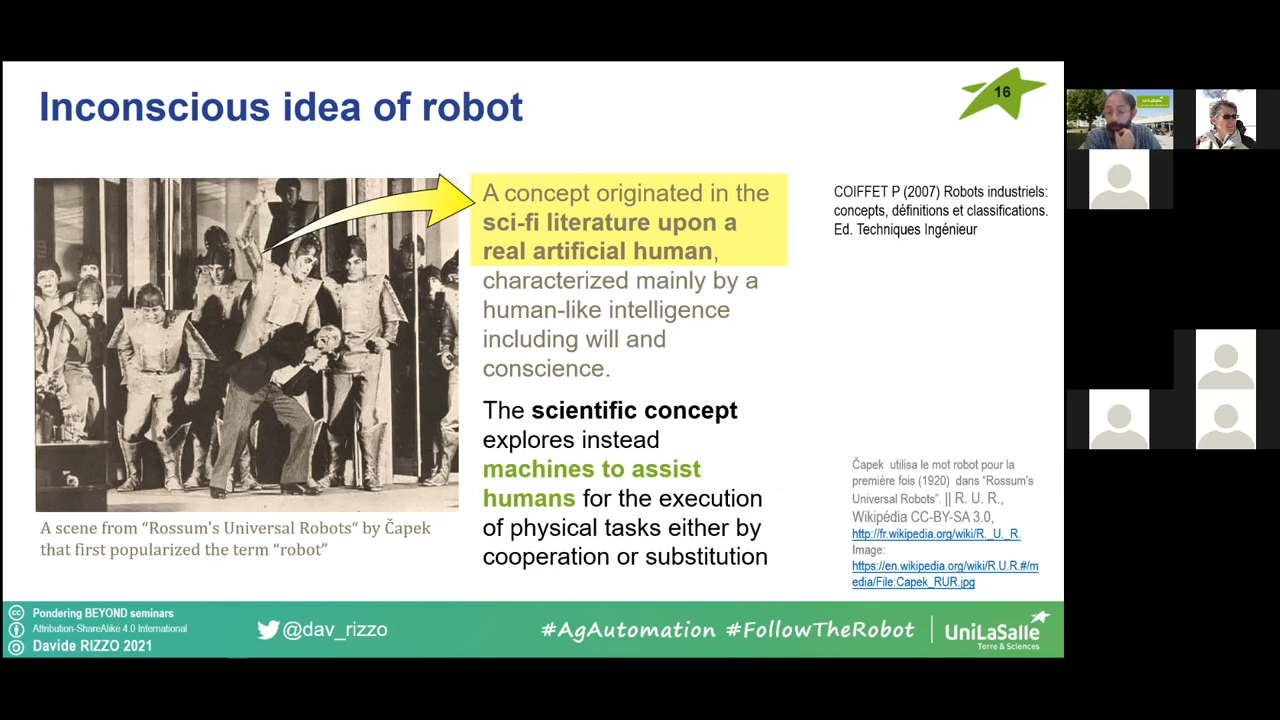 Inconscious idea of robot
16
A concept originated in the
sci-fi literature upon a
real artificial human,
characterized mainly by a
human-like intelligence
including will and
conscience.
The scientific concept
explores instead
machines to assist
humans for the execution
of physical tasks either by
cooperation or substitution
A scene from “Rossum's Universal Robots“ by Čapek
that first popularized the term “robot”
COIFFET P (2007) Robots industriels:
concepts, définitions et classifications.
Ed. Techniques Ingénieur
Čapek utilisa le mot robot pour la
première fois (1920) dans “Rossum's
Universal Robots”. || R. U. R.,
Wikipédia CC-BY-SA 3.0,
http://fr.wikipedia.org/wiki/R._U._R.
Image:
https://en.wikipedia.org/wiki/R.U.R.#/m
edia/File:Capek_RUR.jpg
Pondering BEYOND seminars
Attribution-ShareAlike 4.0 International
Davide RIZZO 2021
@dav_rizzo
#AgAutomation #FollowTheRobot
UniLaSalle
Terre & Sciences
UniLaSalle